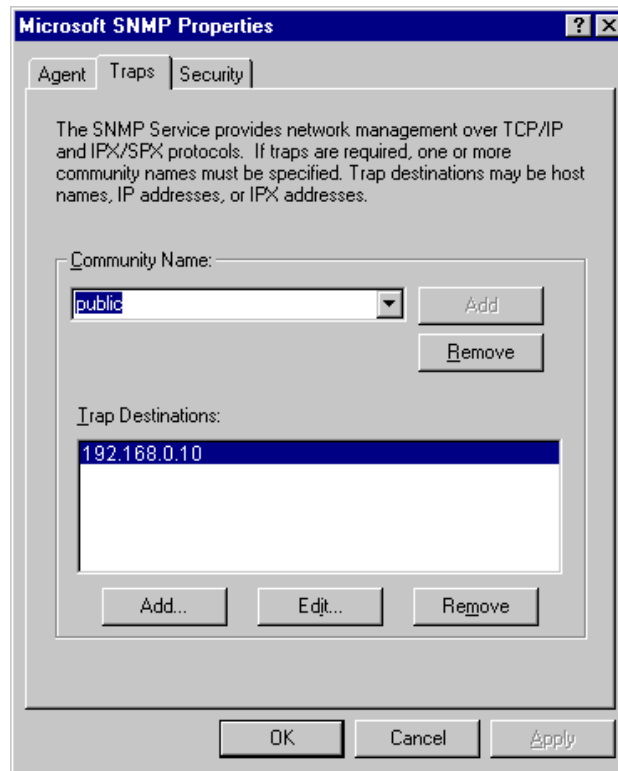 Microsoft SNMP Properties
Agent Traps Security
The SNMP Service provides network management over TCP/IP
and IPX/SPX protocols. If traps are required, one or more
community names must be specified. Trap destinations may be host
names, IP addresses, or IPX addresses.
Community Name:
public Add
Remove
Trap Destinations:
192.168.0.10
Add... Edit... Remove
OK Cancel Apply